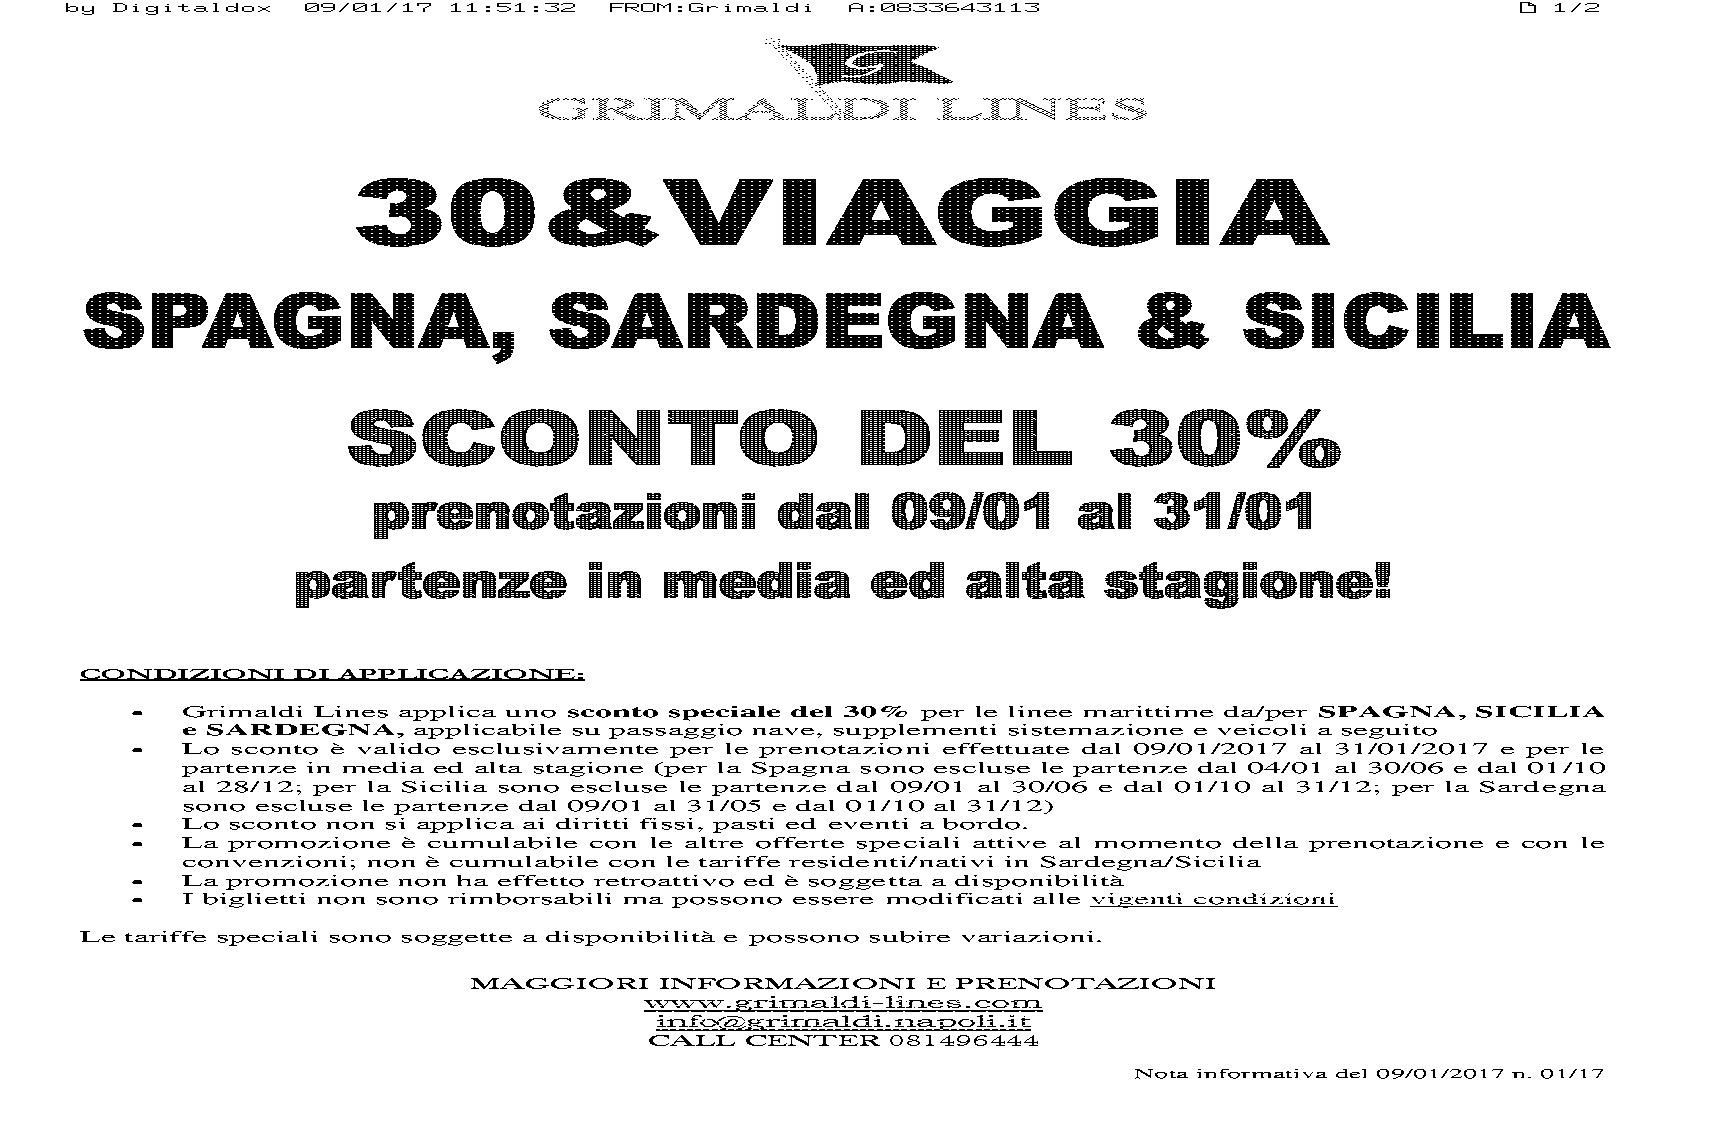 by Digitaldox 09/01/17 11:51:32 FROM:Grimaldi A:0833643113 1/2
G
GRIMALDI LINES
30&VIAGGIA
SPAGNA, SARDEGNA & SICILIA
SCONTO DEL 30%
prenotazioni dal 09/01 al 31/01
partenze in media ed alta stagione!
CONDIZIONI DI APPLICAZIONE:
- Grimaldi Lines applica uno sconto speciale del 30% per le linee marittime da/per SPAGNA, SICILIA
e SARDEGNA, applicabile su passaggio nave, supplementi sistemazione e veicoli a seguito
- Lo sconto è valido esclusivamente per le prenotazioni effettuate dal 09/01/2017 al 31/01/2017 e per le
partenze in media ed alta stagione (per la Spagna sono escluse le partenze dal 04/01 al 30/06 e dal 01/10
al 28/12; per la Sicilia sono escluse le partenze dal 09/01 al 30/06 e dal 01/10 al 31/12; per la Sardegna
sono escluse le partenze dal 09/01 al 31/05 e dal 01/10 al 31/12)
- Lo sconto non si applica ai diritti fissi, pasti ed eventi a bordo.
- La promozione è cumulabile con le altre offerte speciali attive al momento della prenotazione e con le
convenzioni; non è cumulabile con le tariffe residenti/nativi in Sardegna/Sicilia
- La promozione non ha effetto retroattivo ed è soggetta a disponibilità
- I biglietti non sono rimborsabili ma possono essere modificati alle vigenti condizioni
Le tariffe speciali sono soggette a disponibilità e possono subire variazioni.
MAGGIORI INFORMAZIONI E PRENOTAZIONI
www.grimaldi-lines.com
info@grimaldi.napoli.it
CALL CENTER 081496444
Nota informativa del 09/01/2017 n. 01/17